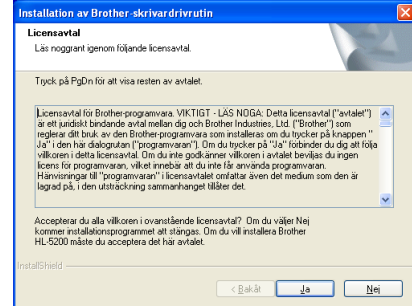 Installation av Brother-skrivardrivrutin
Licensavtal
Läs noggrant igenom följande licensavtal.
Tryck på PgDn för att visa resten av avtalet.
Licensavtal för Brother-programvara. VIKTIGT - LÄS NOGA: Detta licensavtal ("avtalet")
är ett juridiskt bindande avtal mellan dig och Brother Industries, Ltd. ("Brother") som
reglerar ditt bruk av den Brother-programvara som installeras om du trycker på knappen "
Ja" i den här dialogrutan ("programvaran"). Om du trycker på "Ja" förbinder du dig att följa
villkoren i detta licensavtal. Om du inte godkänner villkoren i avtalet beviljas du ingen
licens för programvaran, vilket innebär att du inte får använda programvaran.
Hänvisningar till "programvaran" i licensavtalet omfattar även det medium som den är
lagrad på, i den utsträckning sammanhanget tillåter det.
Accepterar du alla villkoren i ovanstående licensavtal? Om du väljer Nej
kommer installationsprogrammet att stängas. Om du vill installera Brother
HL-5200 måste du acceptera det här avtalet.
InstallShield
< Bakåt Ja Nej